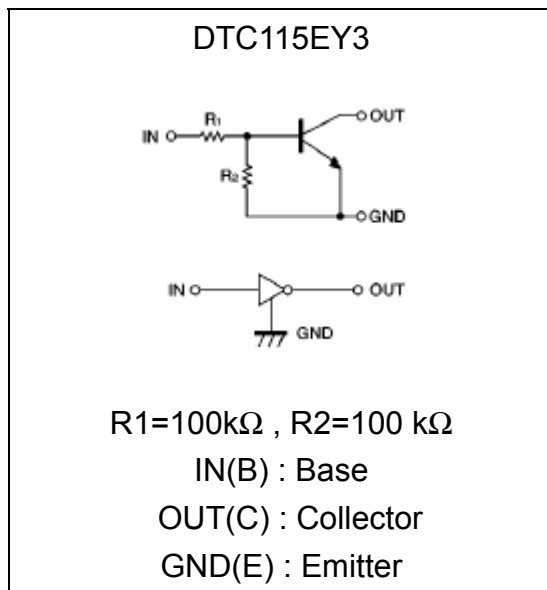 DTC115EY3
R1
IN
OUT
R2
GND
IN
OUT
GND
R1=100kΩ , R2=100 kΩ
IN(B) : Base
OUT(C) : Collector
GND(E) : Emitter